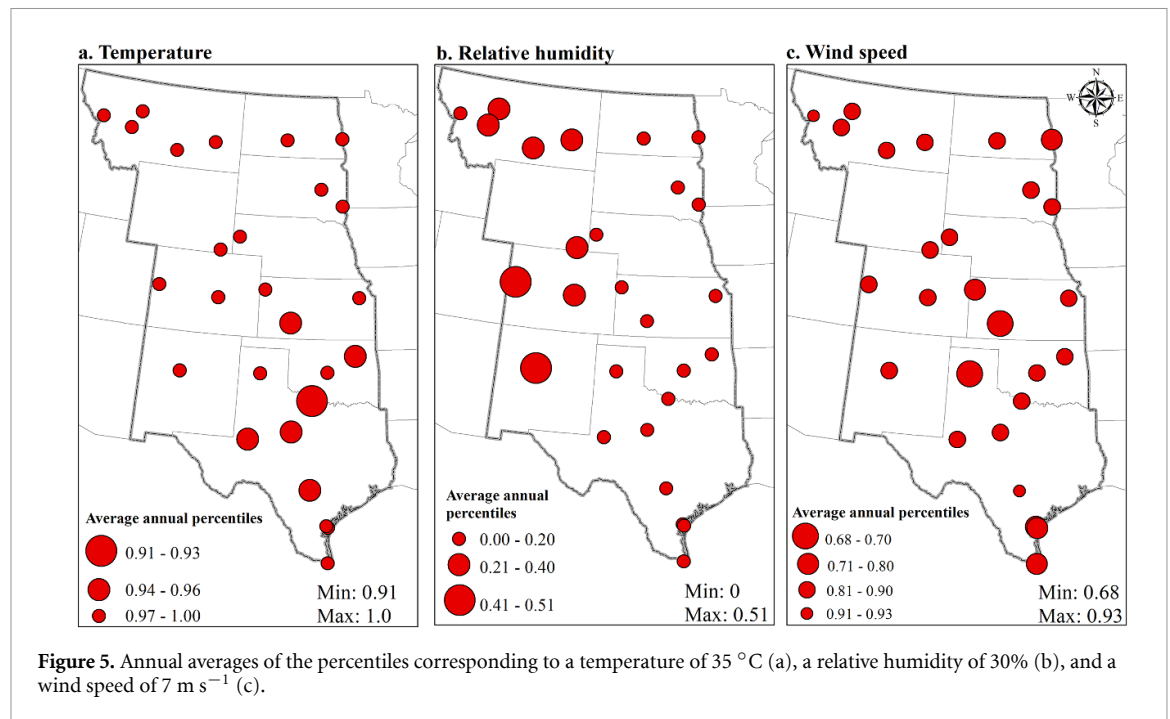 a. Temperature
b. Relative humidity
c. Wind speed
N
W
E
S
Average annual percentiles
0.91 - 0.93
0.94 - 0.96
0.97 - 1.00
Min: 0.91
Max: 1.0
Average annual
percentiles
0.00 - 0.20
0.21 - 0.40
0.41 - 0.51
Min: 0
Max: 0.51
Average annual percentiles
0.68 - 0.70
0.71 - 0.80
0.81 - 0.90
0.91 - 0.93
Min: 0.68
Max: 0.93
Figure 5. Annual averages of the percentiles corresponding to a temperature of 35 °C (a), a relative humidity of 30% (b), and a
wind speed of 7 m s⁻¹ (c).